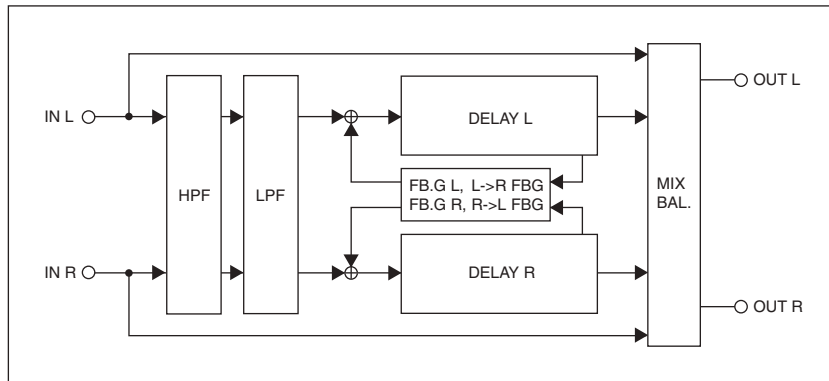 IN L
DELAY L
OUT L
HPF
LPF
FB.G L, L->R FBG
FB.G R, R->L FBG
MIX
BAL.
IN R
DELAY R
OUT R